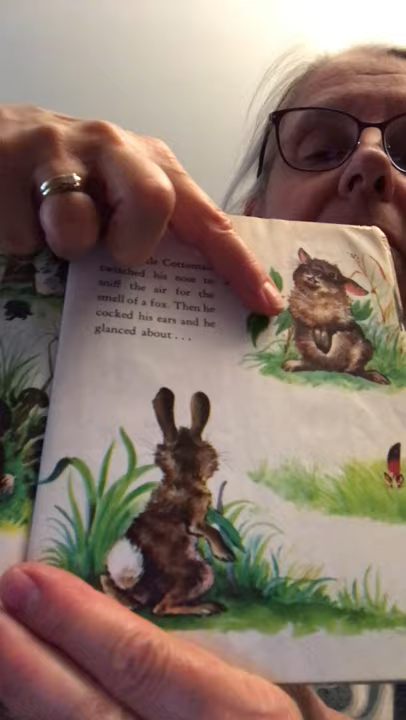 Cottontail
twitched his nose to
sniff the air for the
smell of a fox. Then he
cocked his ears and he
glanced about . . .